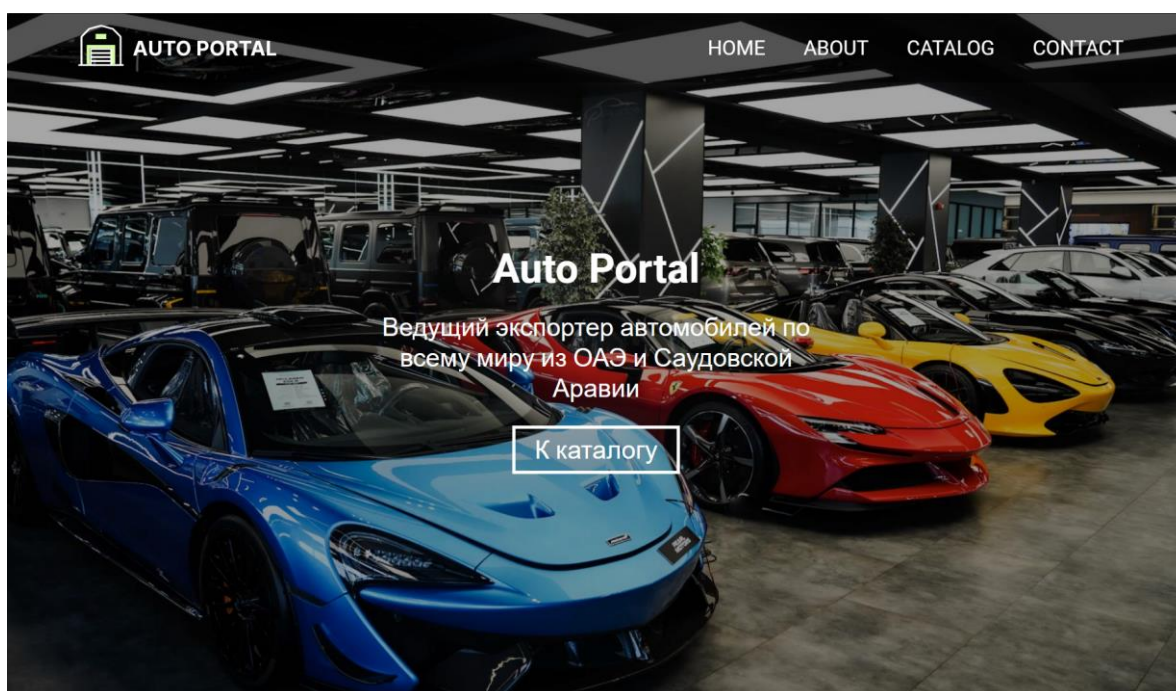 AUTO PORTAL
HOME ABOUT CATALOG CONTACT
Auto Portal
Ведущий экспортер автомобилей по
всему миру из ОАЭ и Саудовской
Аравии
К каталогу